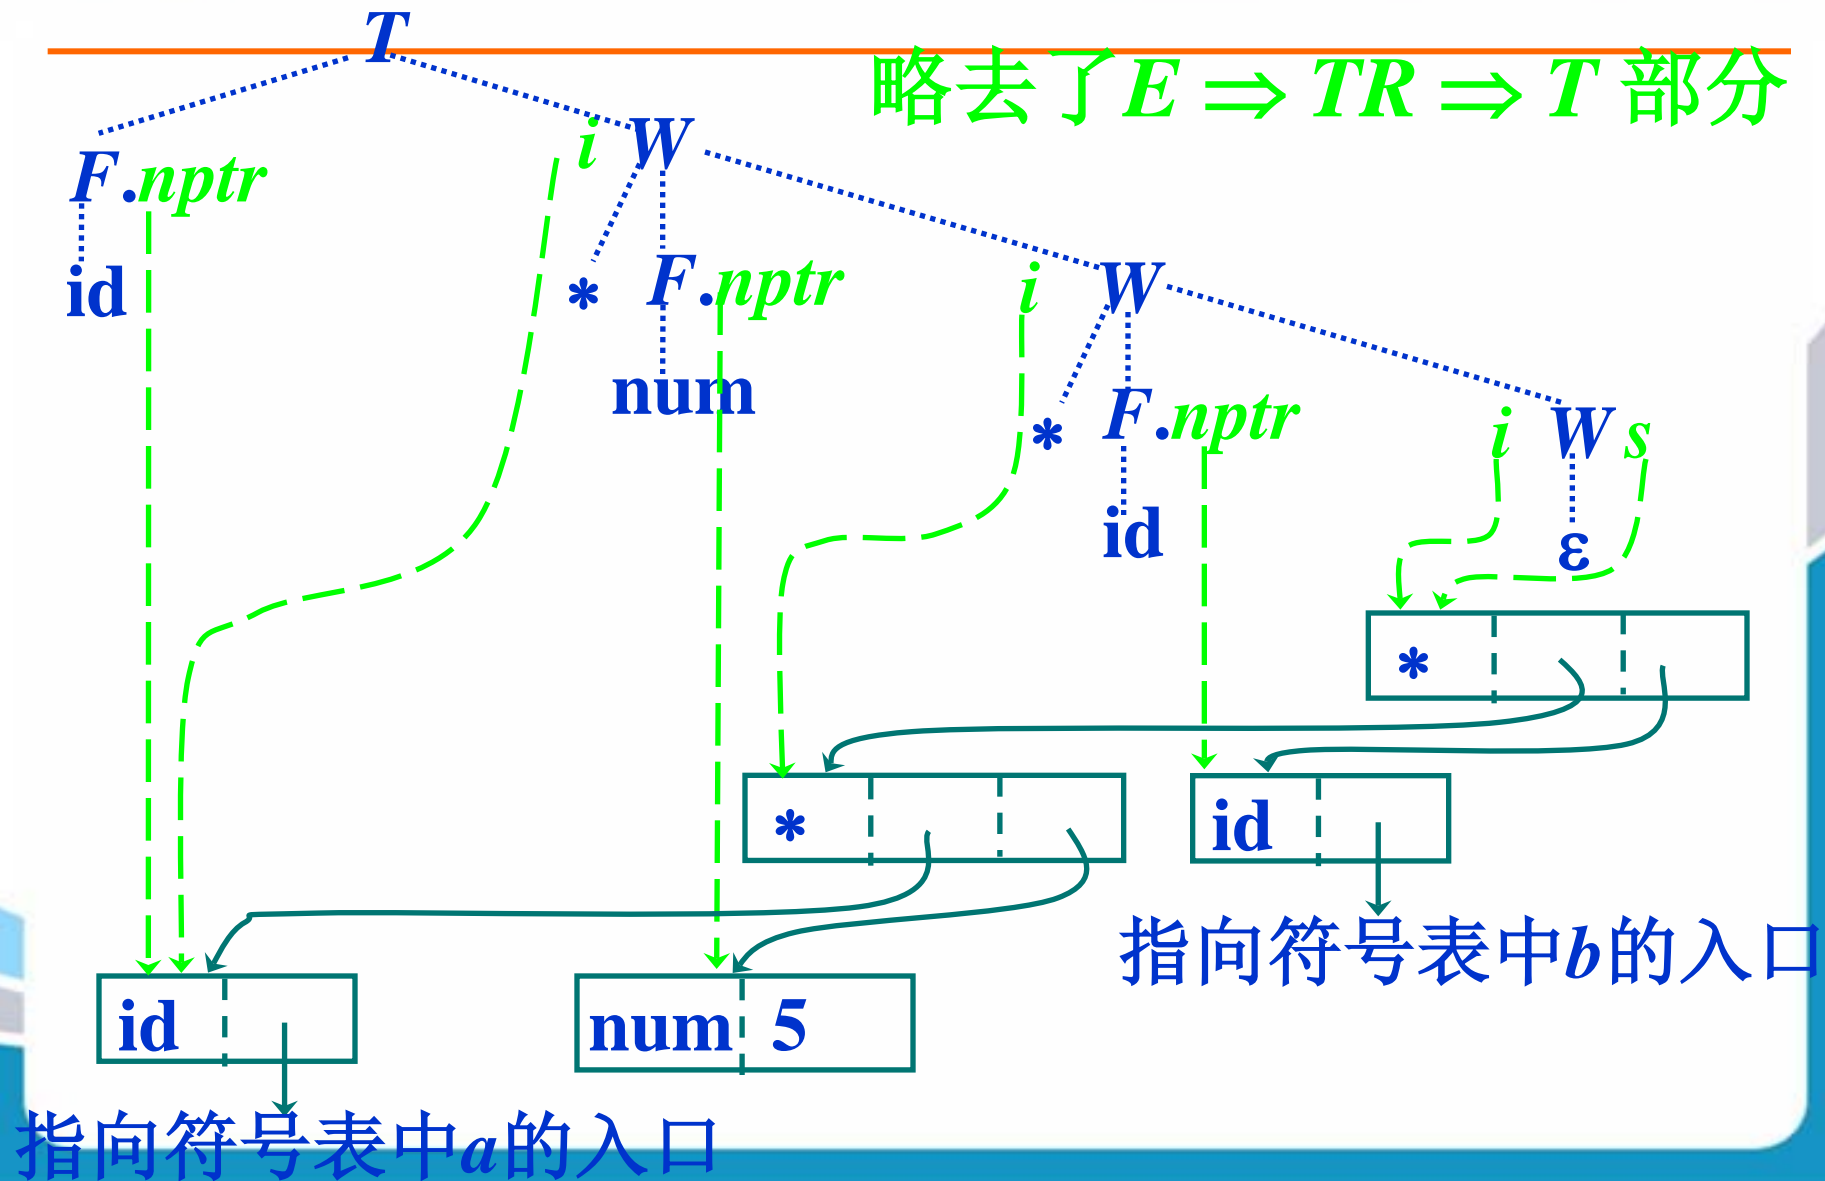 T
略去了E ⇒ TR ⇒ T 部分
i W
F.nptr
id
* F.nptr
i W
num
* F.nptr
i W s
id
ε
*
* id
指向符号表中b的入口
id
num 5
指向符号表中a的入口